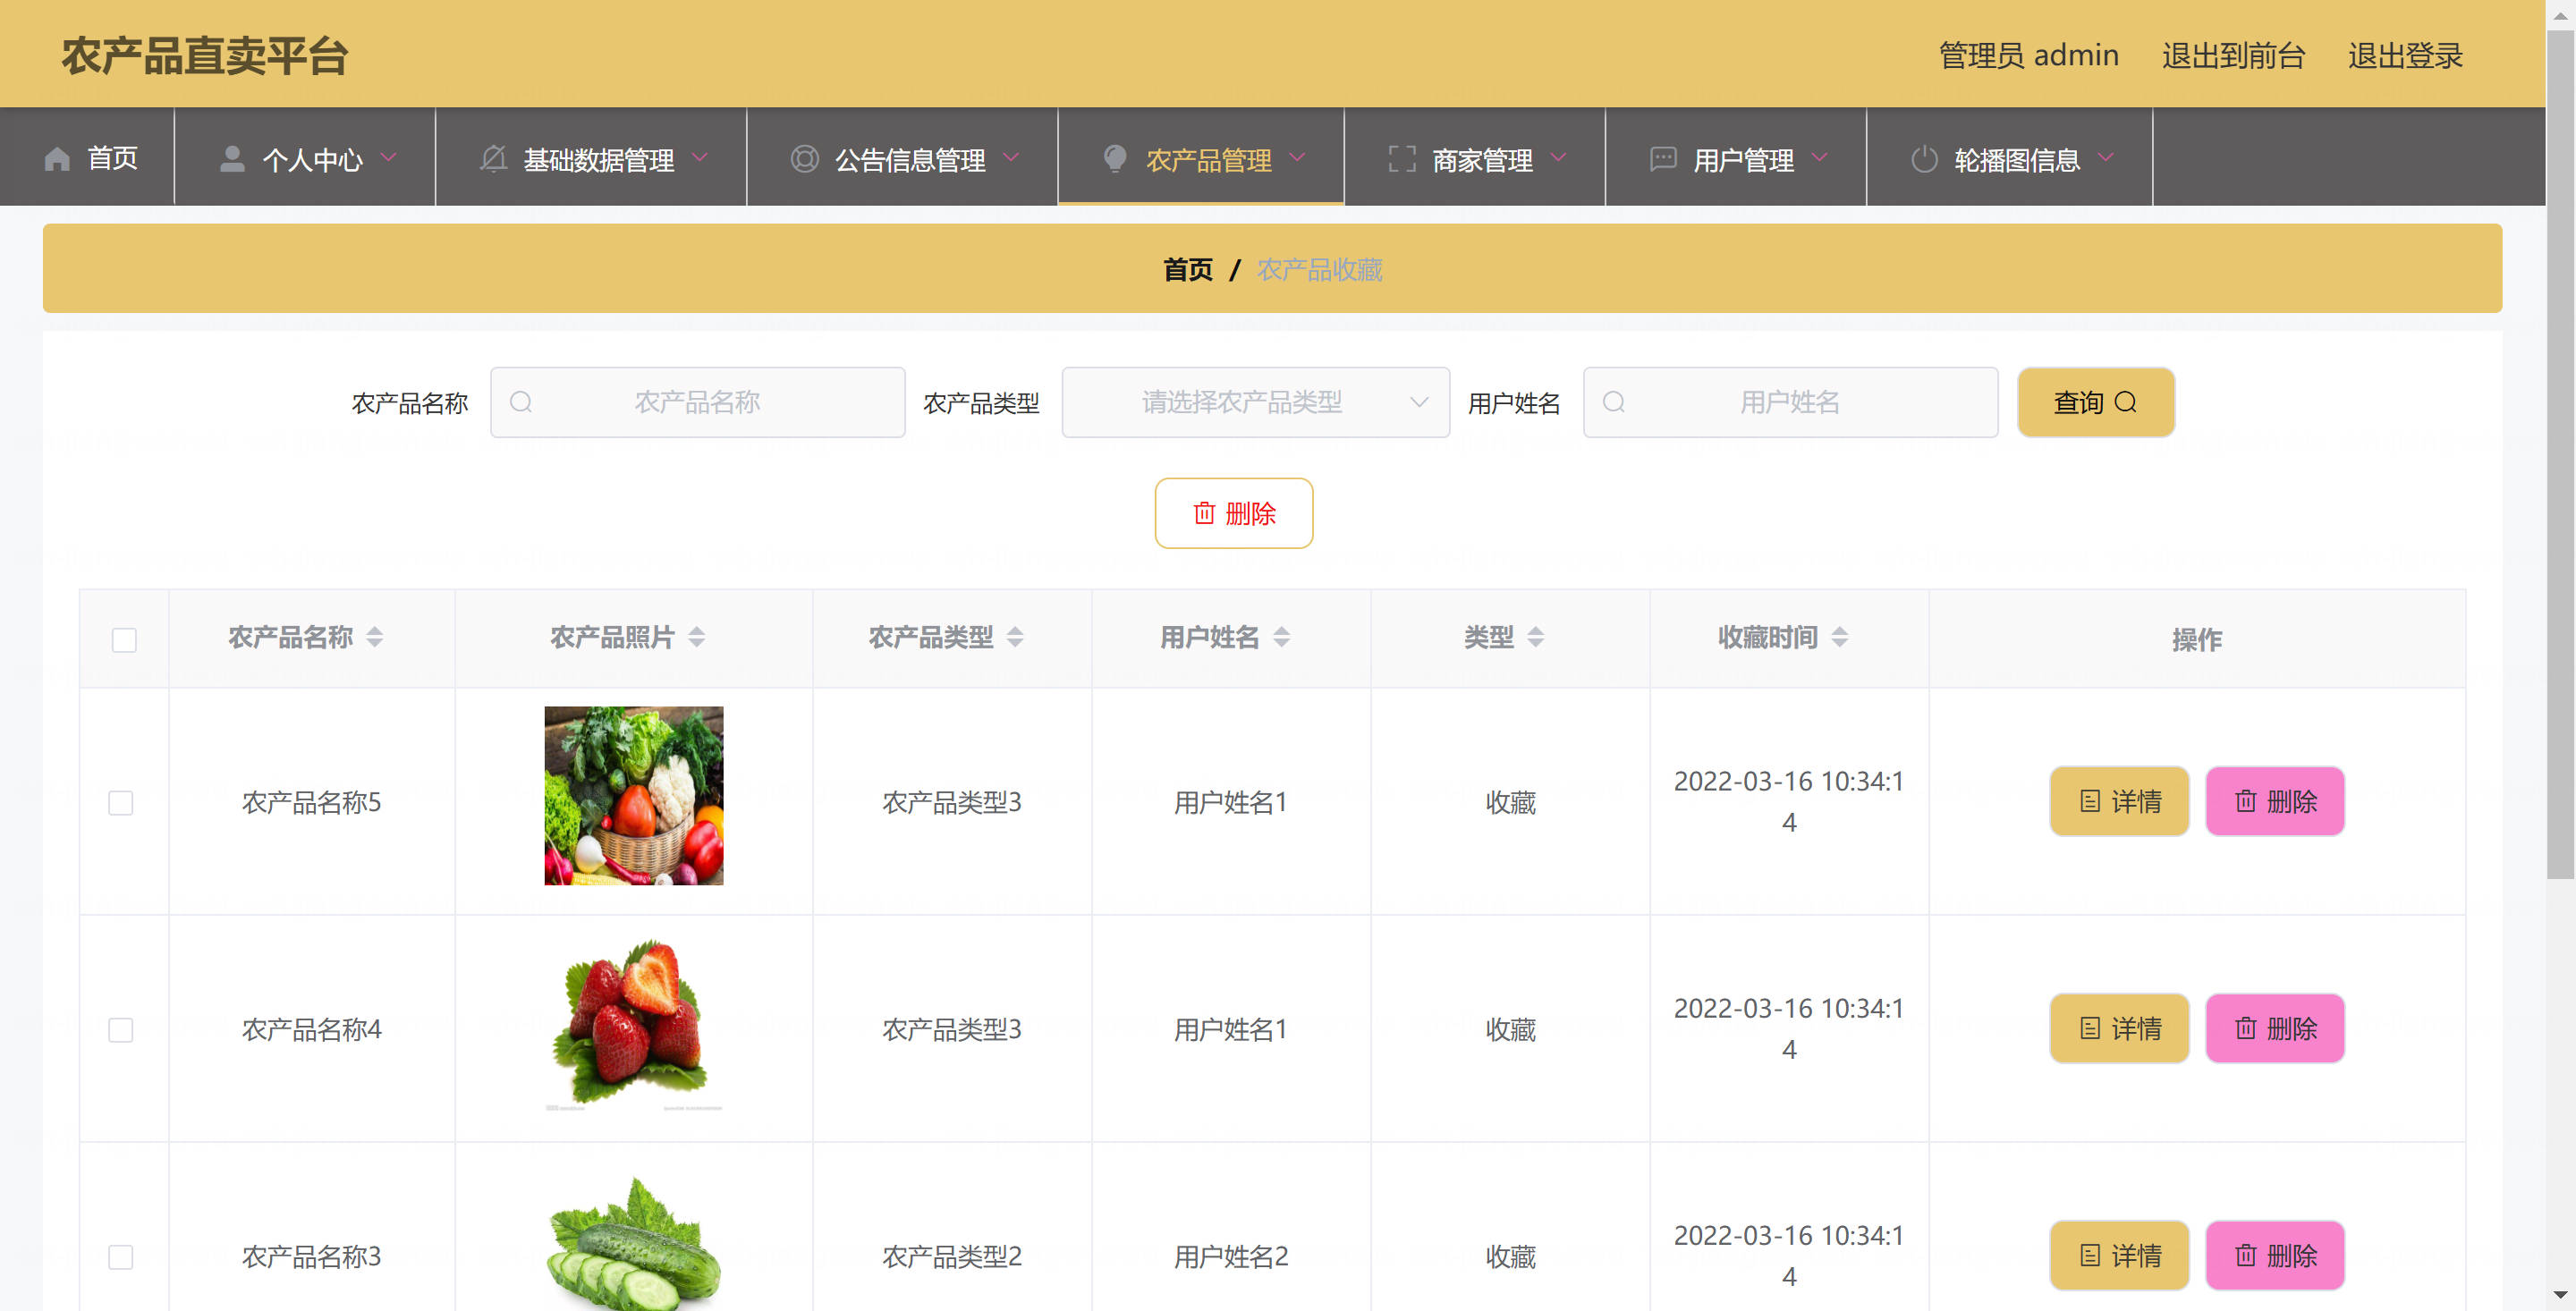 农产品直卖平台
管理员 admin 退出到前台 退出登录
首页 个人中心 基础数据管理 公告信息管理 农产品管理 商家管理 用户管理 轮播图信息
首页 / 农产品收藏
农产品名称 农产品名称 农产品类型 请选择农产品类型 用户姓名 用户姓名 查询
删除
农产品名称 农产品照片 农产品类型 用户姓名 类型 收藏时间 操作
农产品名称5 农产品类型3 用户姓名1 收藏 2022-03-16 10:34:1
4
详情 删除
农产品名称4 农产品类型3 用户姓名1 收藏 2022-03-16 10:34:1
4
详情 删除
农产品名称3 农产品类型2 用户姓名2 收藏 2022-03-16 10:34:1
4
详情 删除